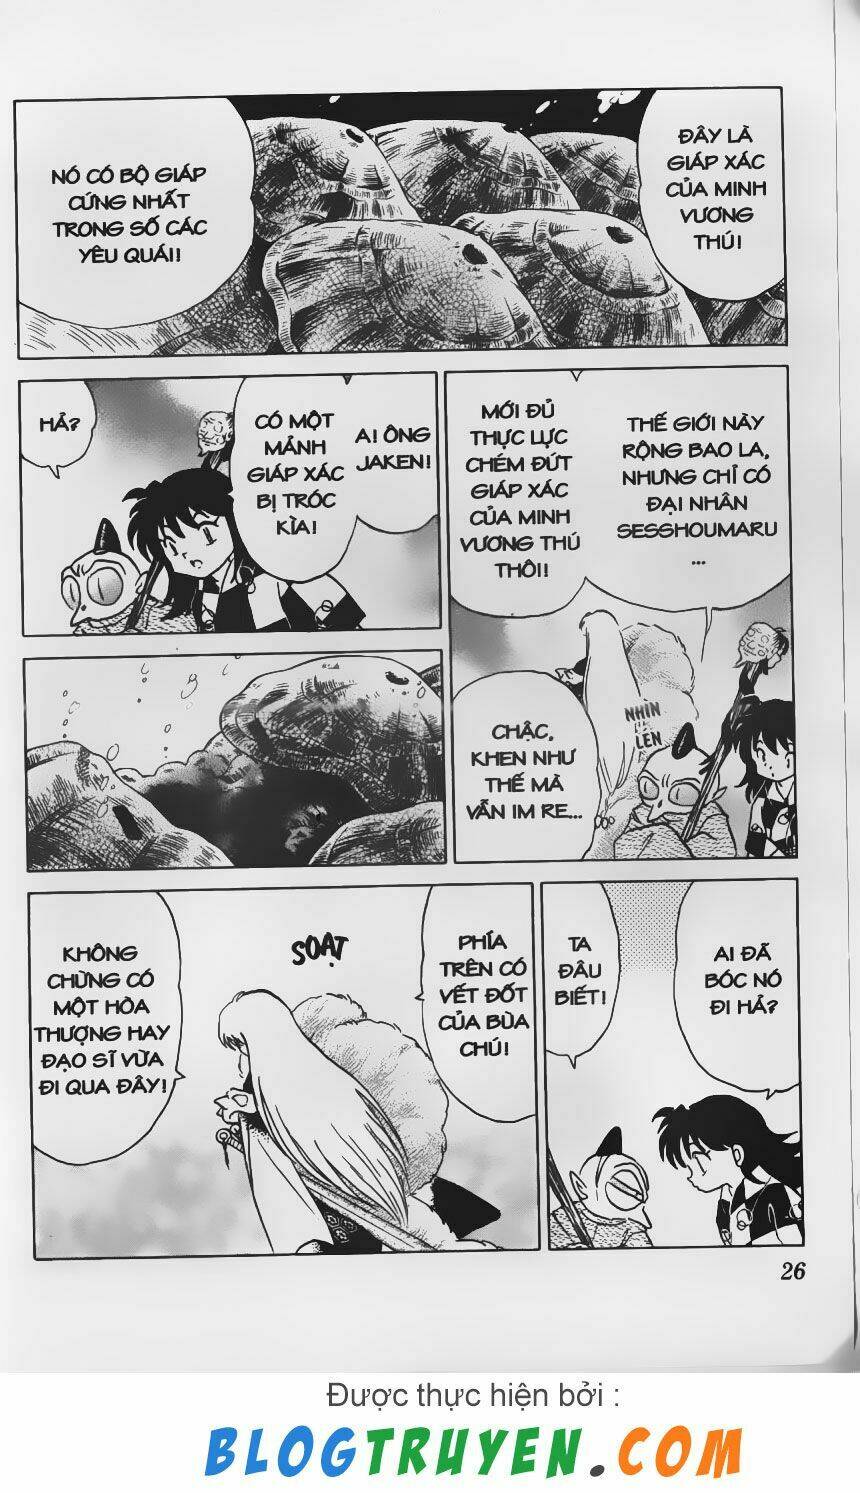 ĐÂY LÀ
GIÁP XÁC
CỦA MINH
VƯƠNG
THÚ!
NÓ CÓ BỘ GIÁP
CỨNG NHẤT
TRONG SỐ CÁC
YÊU QUÁI!
THẾ GIỚI NÀY
RỘNG BAO LA,
NHƯNG CHỈ CÓ
ĐẠI NHÂN
SESSHOUMARU
...
MỚI ĐỦ
THỰC LỰC
CHÉM ĐỨT
GIÁP XÁC
CỦA MINH
VƯƠNG THÚ
THÔI!
NHÌN
LÊN
CHẬC,
KHEN NHƯ
THẾ MÀ
VẪN IM RE...
A! ÔNG
JAKEN!
CÓ MỘT
MẢNH
GIÁP XÁC
BỊ TRÓC
KÌA!
HẢ?
AI ĐÃ
BÓC NÓ
ĐI HẢ?
TA
ĐÂU
BIẾT!
PHÍA
TRÊN CÓ
VẾT ĐỐT
CỦA BÙA
CHÚ!
SOẠT
KHÔNG
CHỪNG CÓ
MỘT HÒA
THƯỢNG HAY
ĐẠO SĨ VỪA
ĐI QUA ĐÂY!
26
Được thực hiện bởi :
BLOGTRUYEN.COM